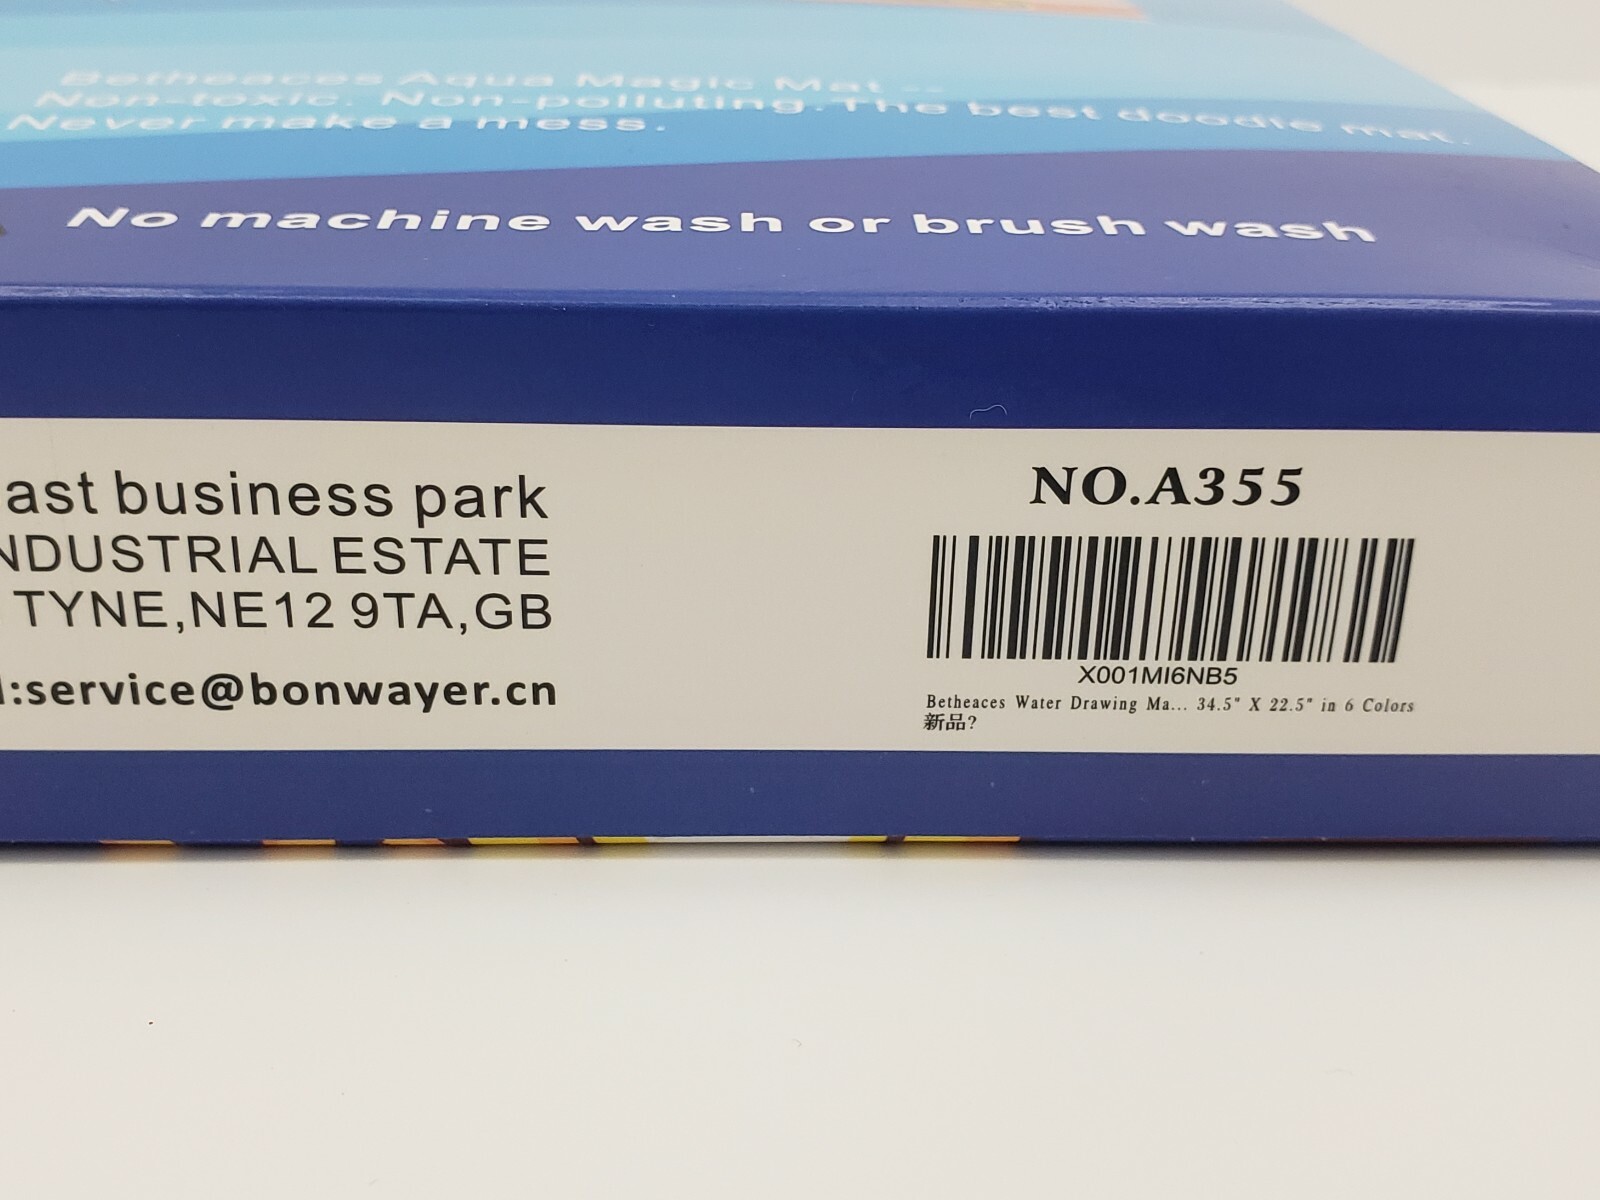 Betheaces Aqua Magic Mat --
Non-toxic. Non-polluting.The best doodle mat.
Never make a mess.
No machine wash or brush wash
ast business park
NDUSTRIAL ESTATE
TYNE,NE12 9TA,GB
:service@bonwayer.cn
NO.A355
X001MI6NB5
Betheaces Water Drawing Ma... 34.5" X 22.5" in 6 Colors
新品?